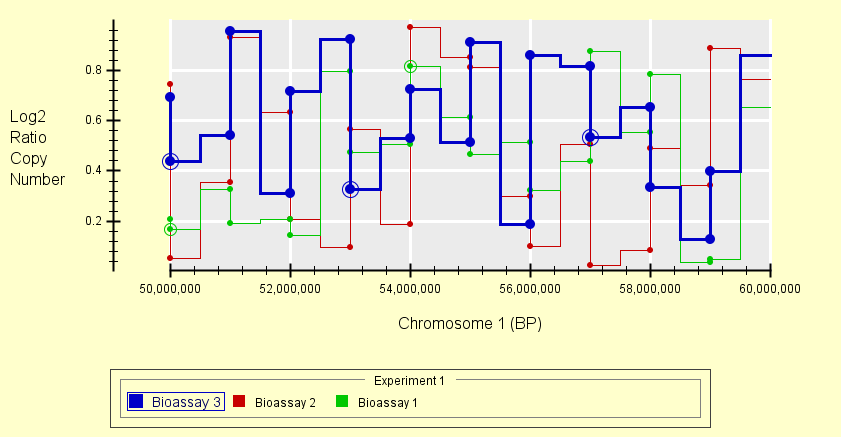 0.8
0.6
0.4
0.2
Log2
Ratio
Copy
Number
50,000,000 52,000,000 54,000,000 56,000,000 58,000,000 60,000,000
Chromosome 1 (BP)
Experiment 1
Bioassay 3 Bioassay 2 Bioassay 1